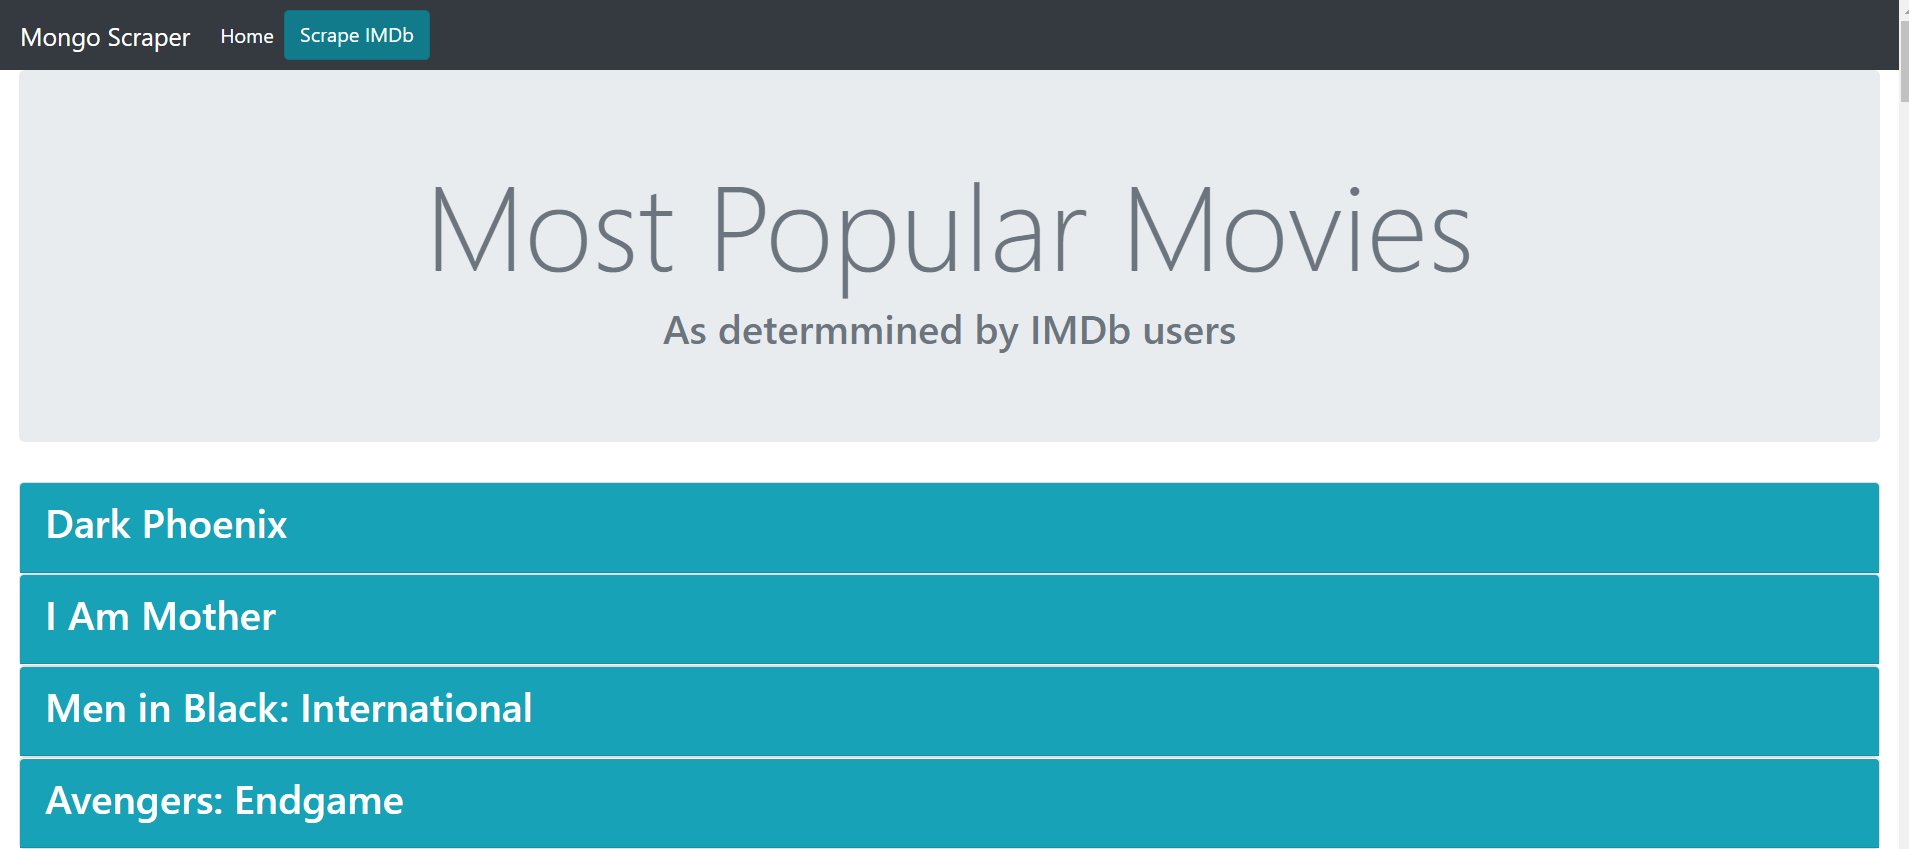 Mongo Scraper Home Scrape IMDb
Most Popular Movies
As determmined by IMDb users
Dark Phoenix
I Am Mother
Men in Black: International
Avengers: Endgame